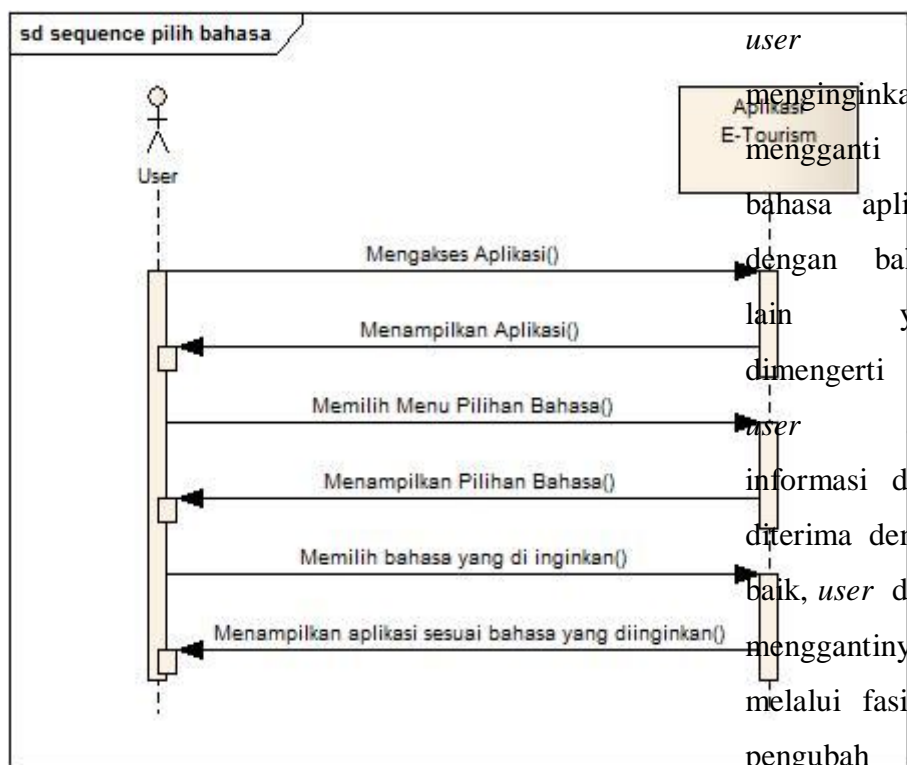 sd sequence pilih bahasa
User
Aplikasi
E-Tourism
Mengakses Aplikasi()
Menampilkan Aplikasi()
Memilih Menu Pilihan Bahasa()
Menampilkan Pilihan Bahasa()
Memilih bahasa yang di inginkan()
Menampilkan aplikasi sesuai bahasa yang diinginkan()
user
menginginka
mengganti
bahasa apli
dengan
lain y
dimengerti
user
informasi d
diterima
baik, user d
menggantiny
melalui fasi
pengubah